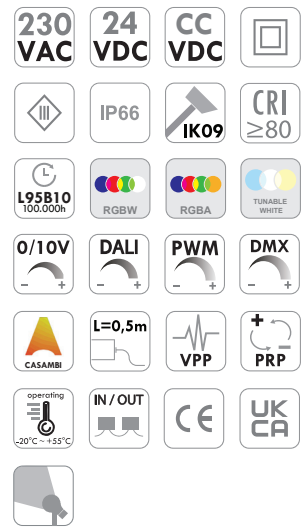 230
VAC
24
VDC
CC
VDC
III
IP66
IK09
CRI
≥80
L95B10
100.000h
RGBW
RGBA
TUNABLE
WHITE
0/10V
- +
DALI
- +
PWM
- +
DMX
- +
CASAMBI
L=0,5m
VPP
+
-
PRP
operating
-20°C ~ +55°C
IN / OUT
CE
UK
CA